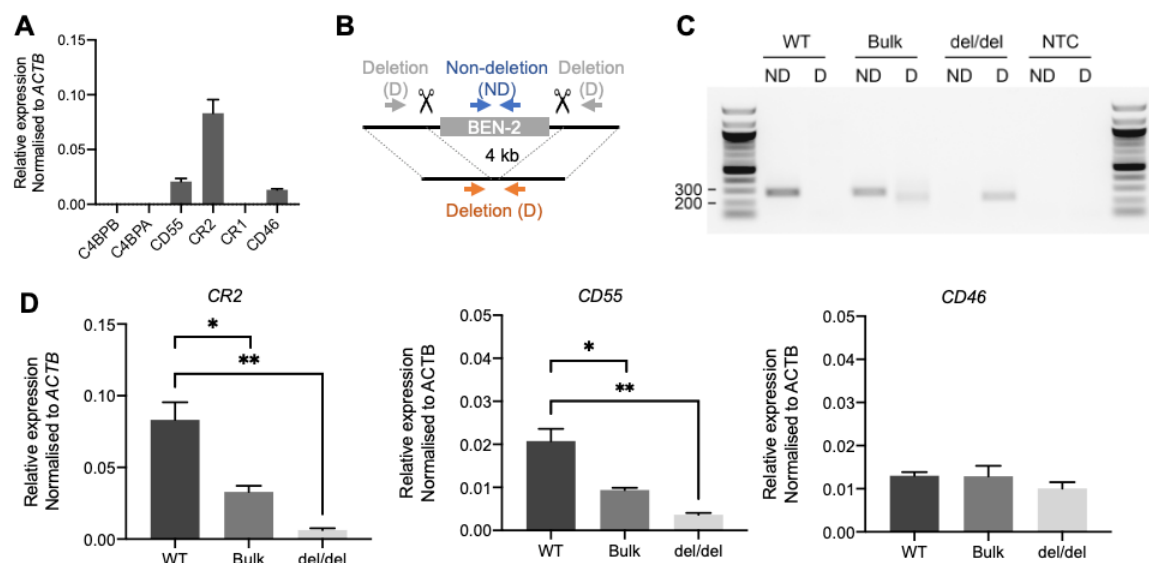 A
Relative expression
Normalised to ACTB
0.15
0.10
0.05
0.00
C4BPB
C4BPA
CD55
CR2
CR1
CD46
B
Deletion
(D)
Non-deletion
(ND)
Deletion
(D)
BEN-2
4 kb
Deletion (D)
C
WT Bulk del/del NTC
ND D ND D ND D ND D
300
200
D
CR2
Relative expression
Normalised to ACTB
0.15
0.10
0.05
0.00
*
**
WT Bulk del/del
CD55
Relative expression
Normalised to ACTB
0.05
0.04
0.03
0.02
0.01
0.00
*
**
WT Bulk del/del
CD46
Relative expression
Normalised to ACTB
0.05
0.04
0.03
0.02
0.01
0.00
WT Bulk del/del